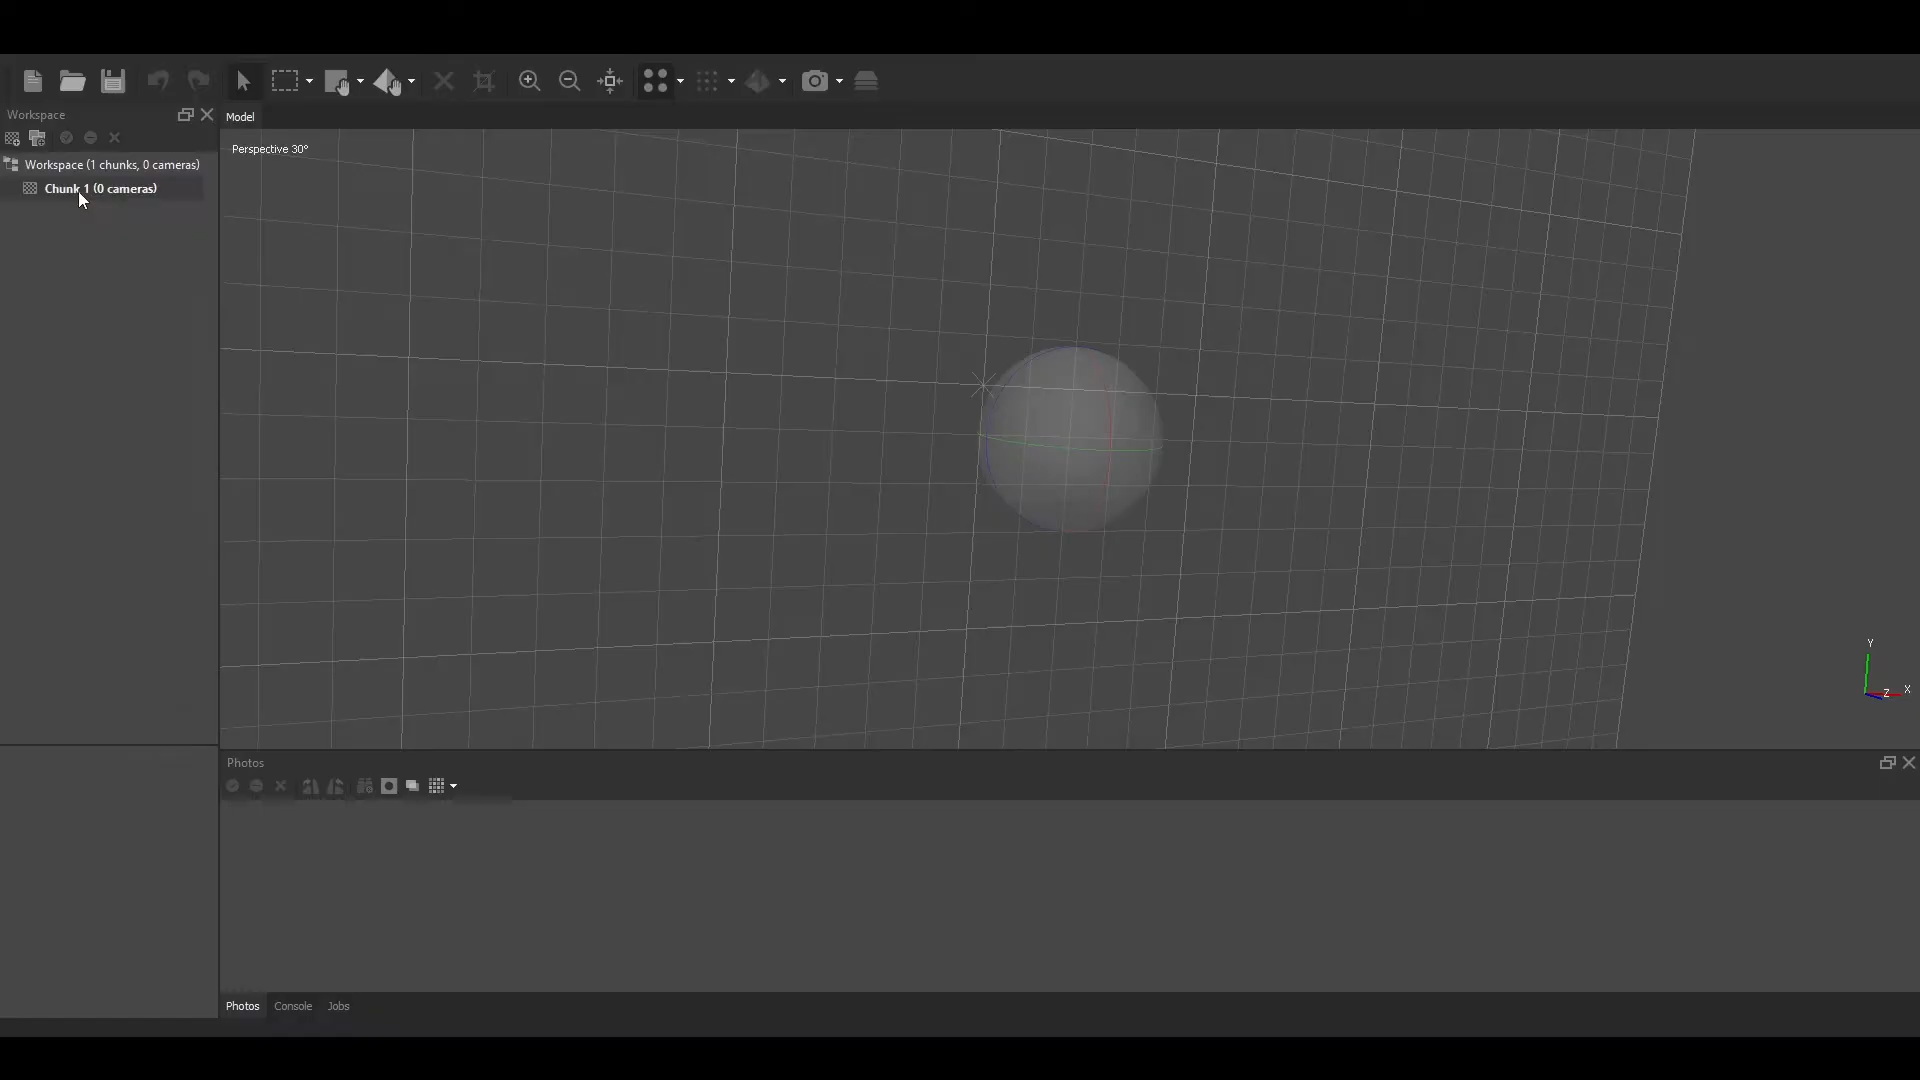 Workspace
Model
Workspace (1 chunks, 0 cameras)
Chunk 1 (0 cameras)
Perspective 30°
Y
Z
X
Photos
Photos
Console
Jobs